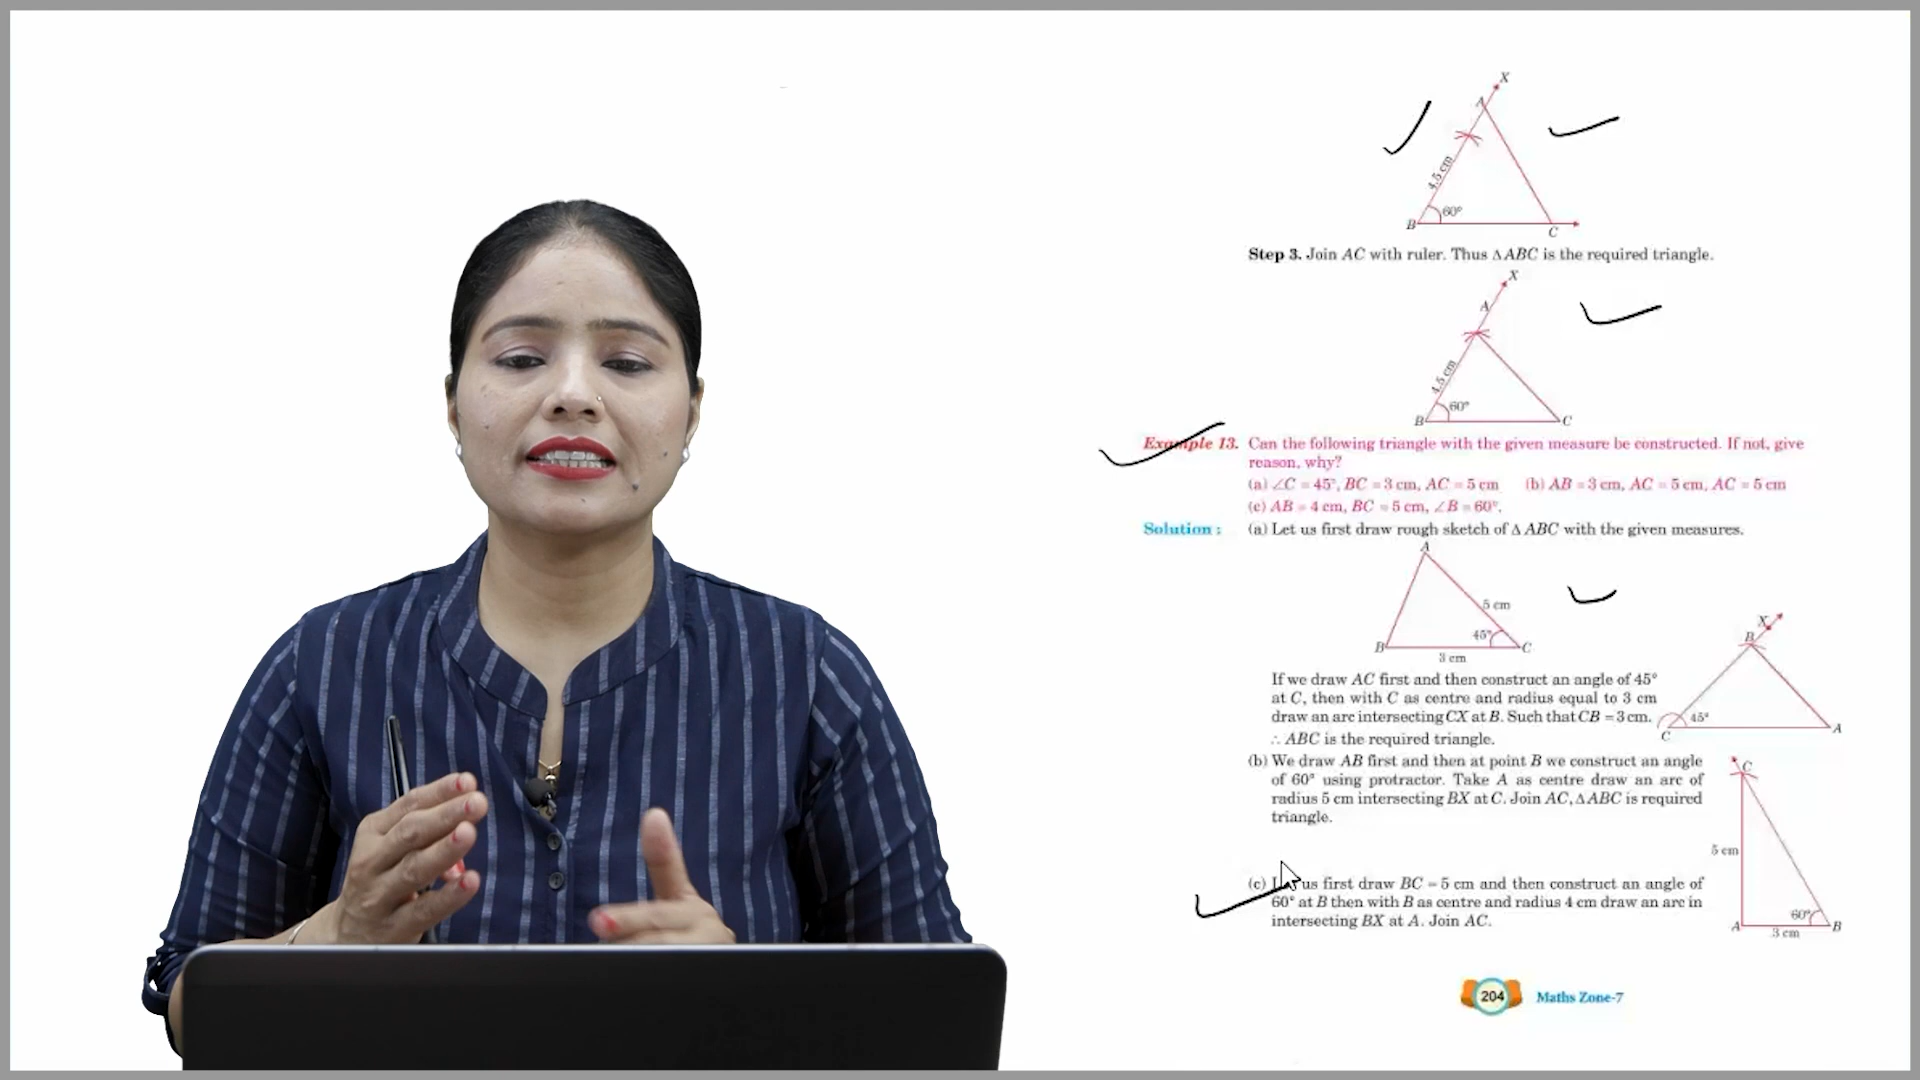 X
A
4.5 cm
60°
B
C
Step 3. Join AC with ruler. Thus Δ ABC is the required triangle.
X
A
4.5 cm
60°
B
C
Example 13. Can the following triangle with the given measure be constructed. If not, give
reason, why?
(a) ∠C = 45°, BC = 3 cm, AC = 5 cm (b) AB = 3 cm, AC = 5 cm, AC = 5 cm
(c) AB = 4 cm, BC = 5 cm, ∠B = 60°.
Solution : (a) Let us first draw rough sketch of Δ ABC with the given measures.
A
5 cm
45°
B
C
3 cm
X
B
45°
C
A
If we draw AC first and then construct an angle of 45°
at C, then with C as centre and radius equal to 3 cm
draw an arc intersecting CX at B. Such that CB = 3 cm.
∴ ABC is the required triangle.
(b) We draw AB first and then at point B we construct an angle
of 60° using protractor. Take A as centre draw an arc of
radius 5 cm intersecting BX at C. Join AC, Δ ABC is required
triangle.
C
5 cm
60°
A
B
3 cm
(c) us first draw BC = 5 cm and then construct an angle of
60° at B then with B as centre and radius 4 cm draw an arc in
intersecting BX at A. Join AC.
204 Maths Zone-7